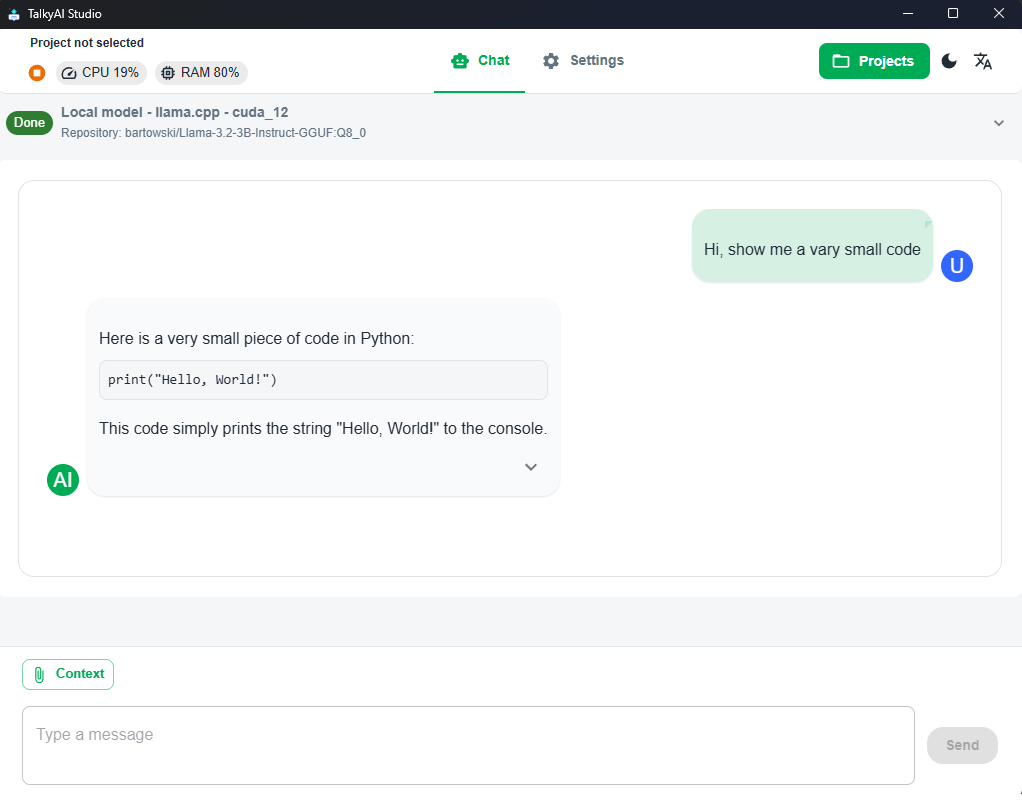 TalkyAI Studio
Project not selected
CPU 19%
RAM 80%
Chat
Settings
Projects
Done
Local model - llama.cpp - cuda_12
Repository: bartowski/Llama-3.2-3B-Instruct-GGUF:Q8_0
Hi, show me a vary small code
U
Here is a very small piece of code in Python:
print("Hello, World!")
This code simply prints the string "Hello, World!" to the console.
AI
Context
Type a message
Send